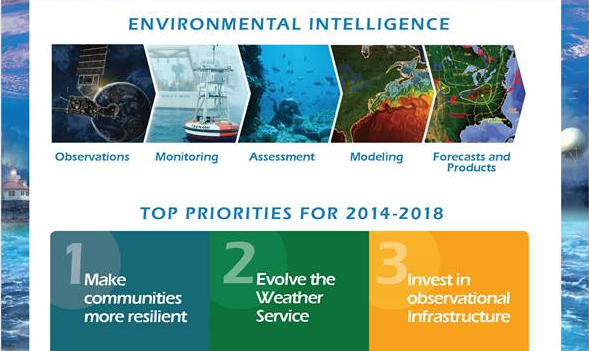 ENVIRONMENTAL INTELLIGENCE
Observations
Monitoring
Assessment
Modeling
Forecasts and
Products
TOP PRIORITIES FOR 2014-2018
1
Make
communities
more resilient
2
Evolve the
Weather
Service
3
Invest in
observational
Infrastructure